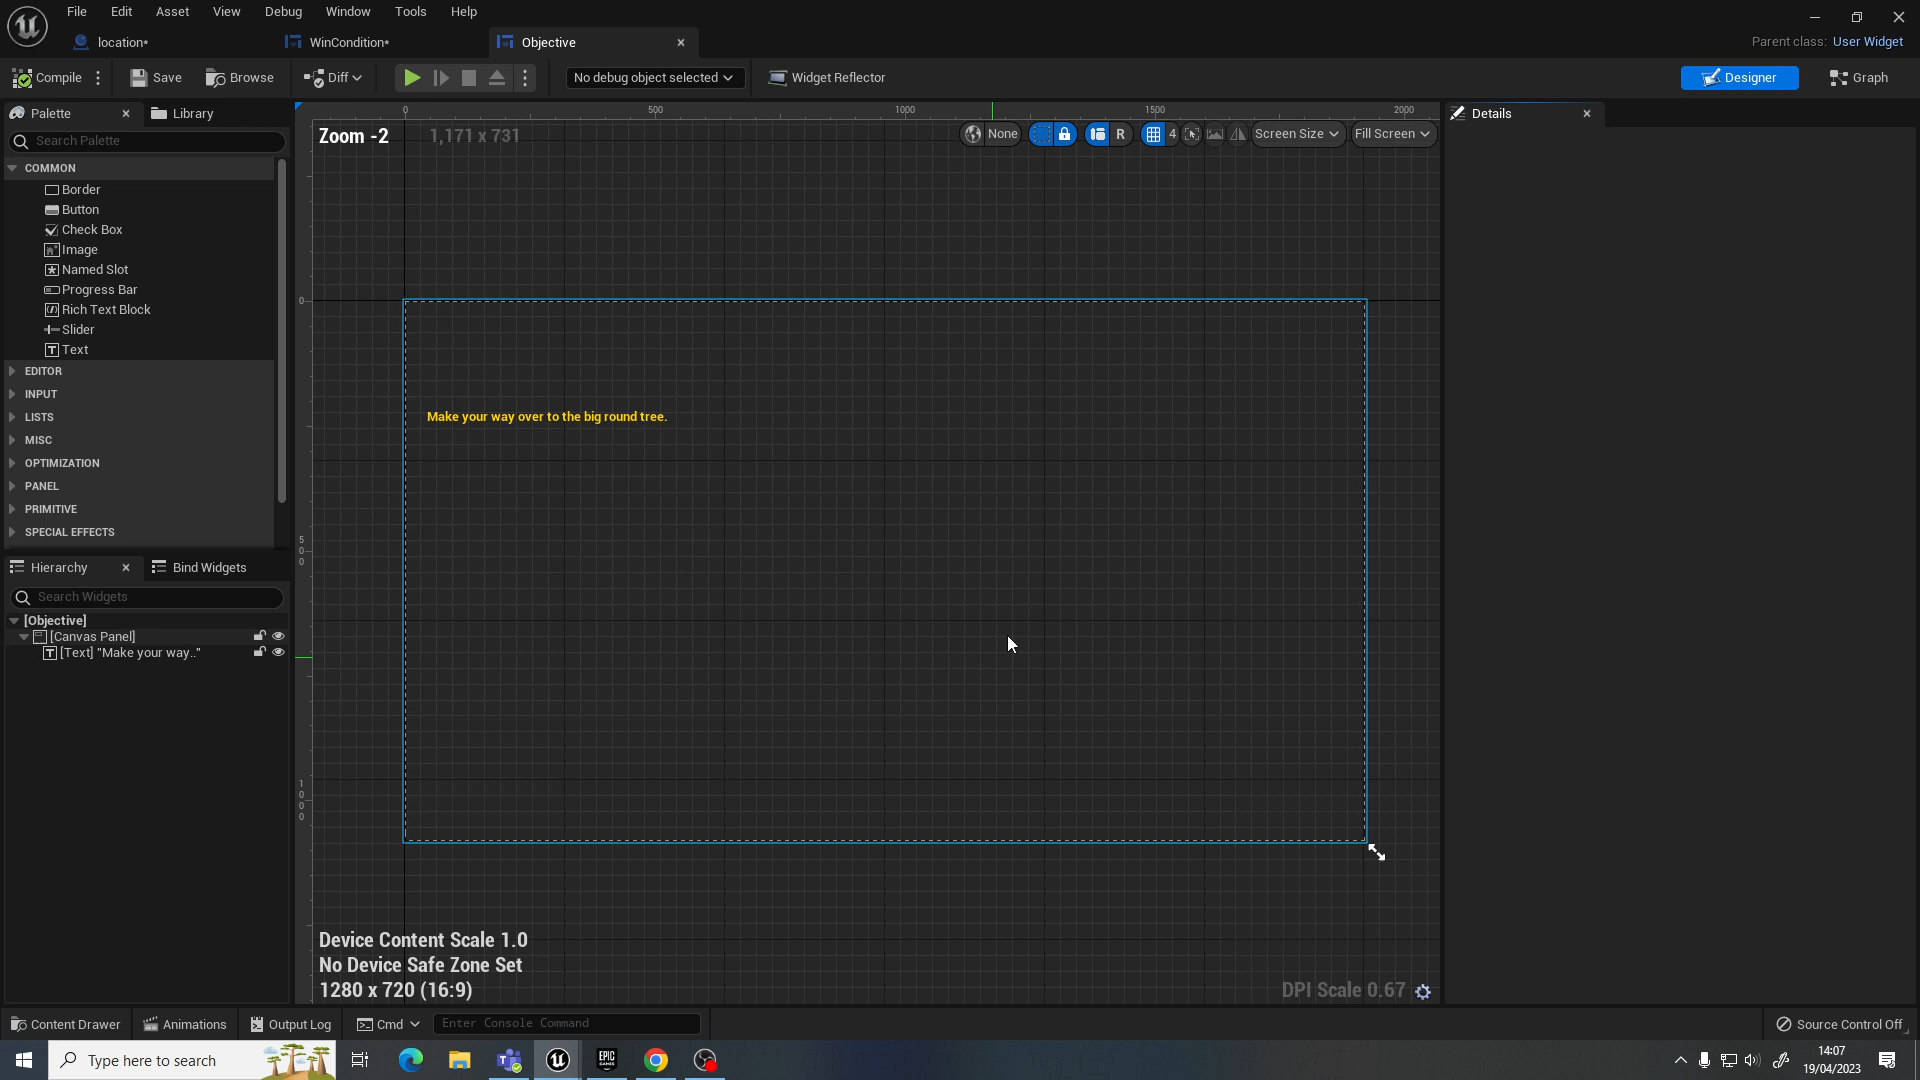 File Edit Asset View Debug Window Tools Help
location* WinCondition* Objective
Parent class: User Widget
Compile Save Browse Diff No debug object selected Widget Reflector Designer Graph
Palette Library
Search Palette
COMMON
Border
Button
Check Box
Image
Named Slot
Progress Bar
Rich Text Block
Slider
Text
EDITOR
INPUT
LISTS
MISC
OPTIMIZATION
PANEL
PRIMITIVE
SPECIAL EFFECTS
Hierarchy Bind Widgets
Search Widgets
[Objective]
[Canvas Panel]
[Text] "Make your way.."
0 500 1000 1500 2000
Zoom -2 1,171 x 731 None R 4 Screen Size Fill Screen
0
500
1000
Make your way over to the big round tree.
Device Content Scale 1.0
No Device Safe Zone Set
1280 x 720 (16:9)
DPI Scale 0.67
Details
Content Drawer Animations Output Log Cmd Enter Console Command Source Control Off
Type here to search
EPIC GAMES
14:07
19/04/2023